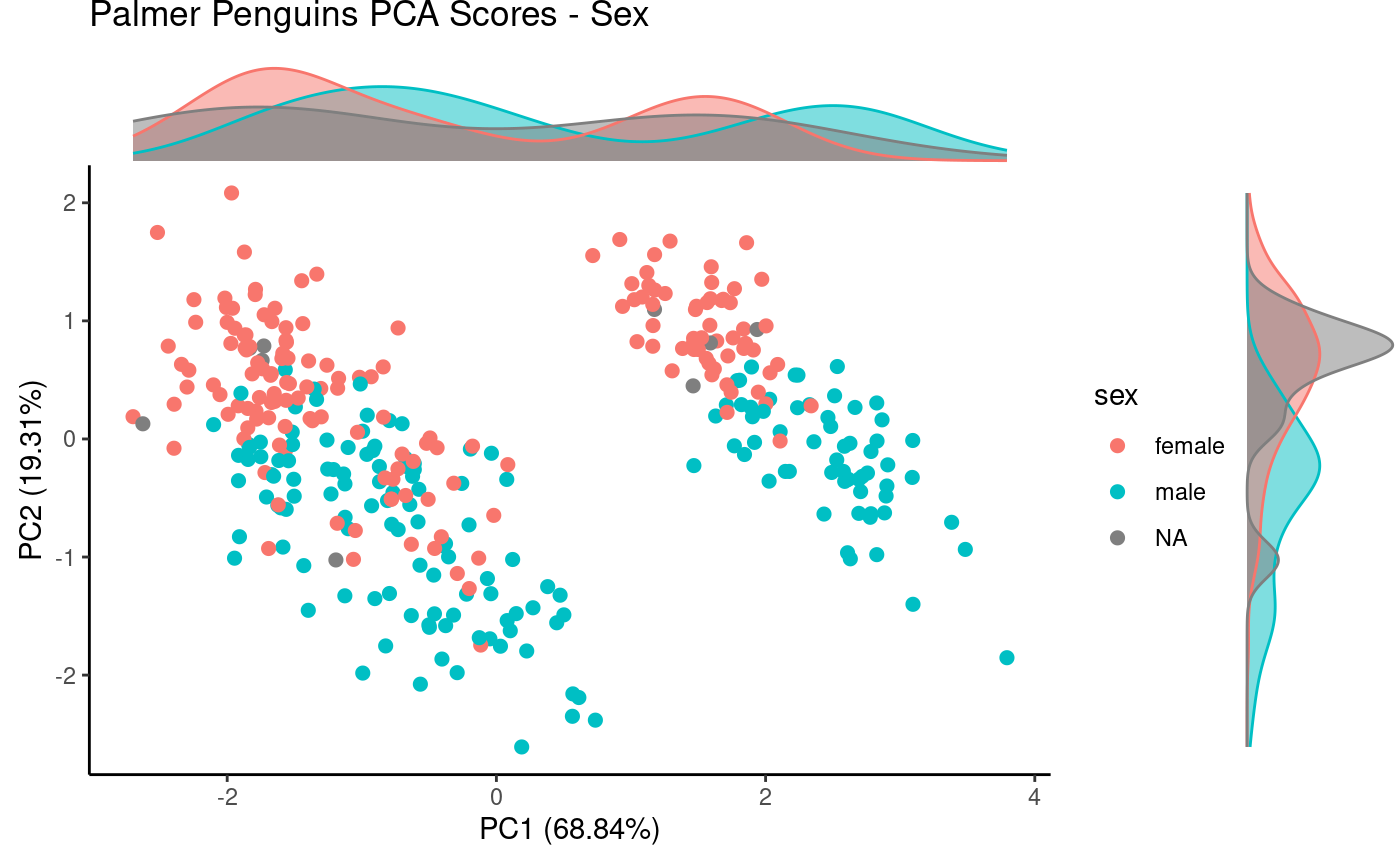 Palmer Penguins PCA Scores - Sex
2
1
0
-1
-2
PC2 (19.31%)
-2
0
2
4
PC1 (68.84%)
sex
female
male
NA